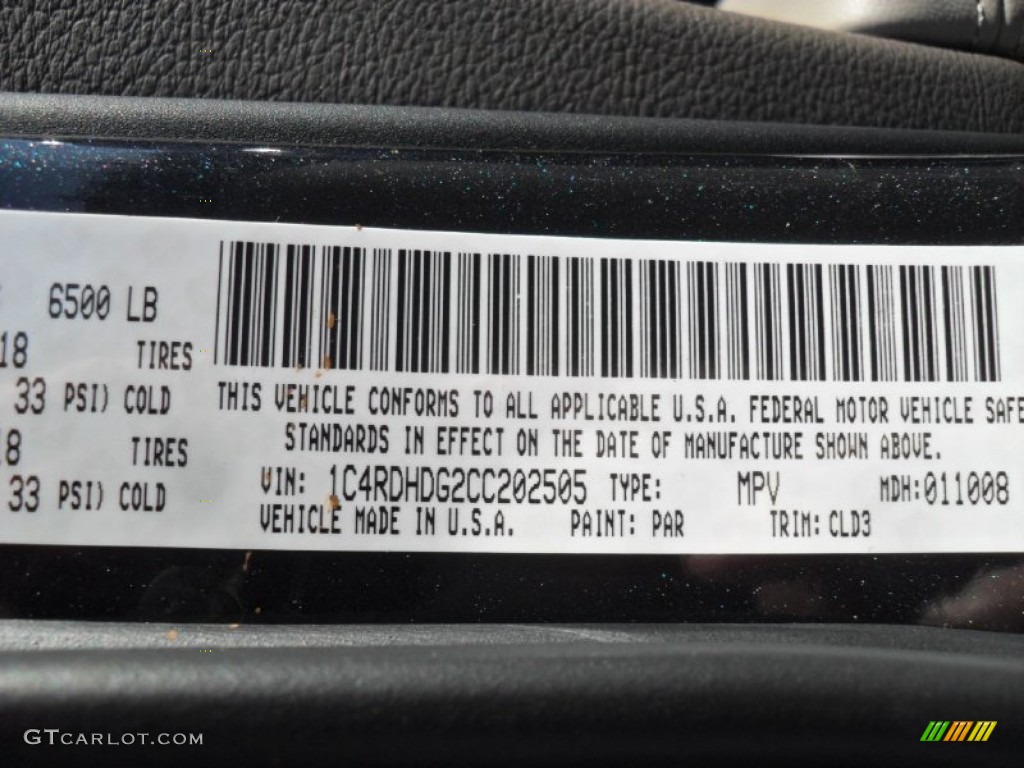 6500 LB
18 TIRES
33 PSI) COLD
THIS VEHICLE CONFORMS TO ALL APPLICABLE U.S.A. FEDERAL MOTOR VEHICLE SAFE
STANDARDS IN EFFECT ON THE DATE OF MANUFACTURE SHOWN ABOVE.
18 TIRES
33 PSI) COLD
VIN: 1C4RDHDG2CC202505 TYPE: MPV MDH:011008
VEHICLE MADE IN U.S.A. PAINT: PAR TRIM: CLD3
GTCARLOT.COM